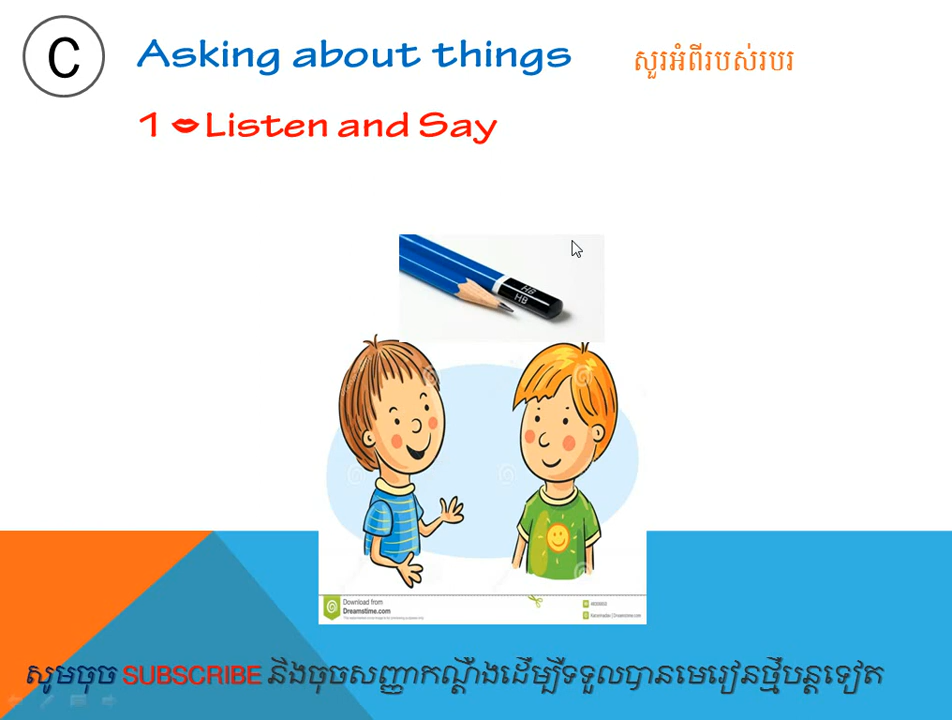 C
Asking about things
សួរអំពីរបស់របរ
1 Listen and Say
HB
HB
Download from
Dreamstime.com
សូមចុច SUBSCRIBE និងចុចសញ្ញាកណ្តឹងដើម្បីទទួលបានមេរៀនថ្មីបន្តទៀត